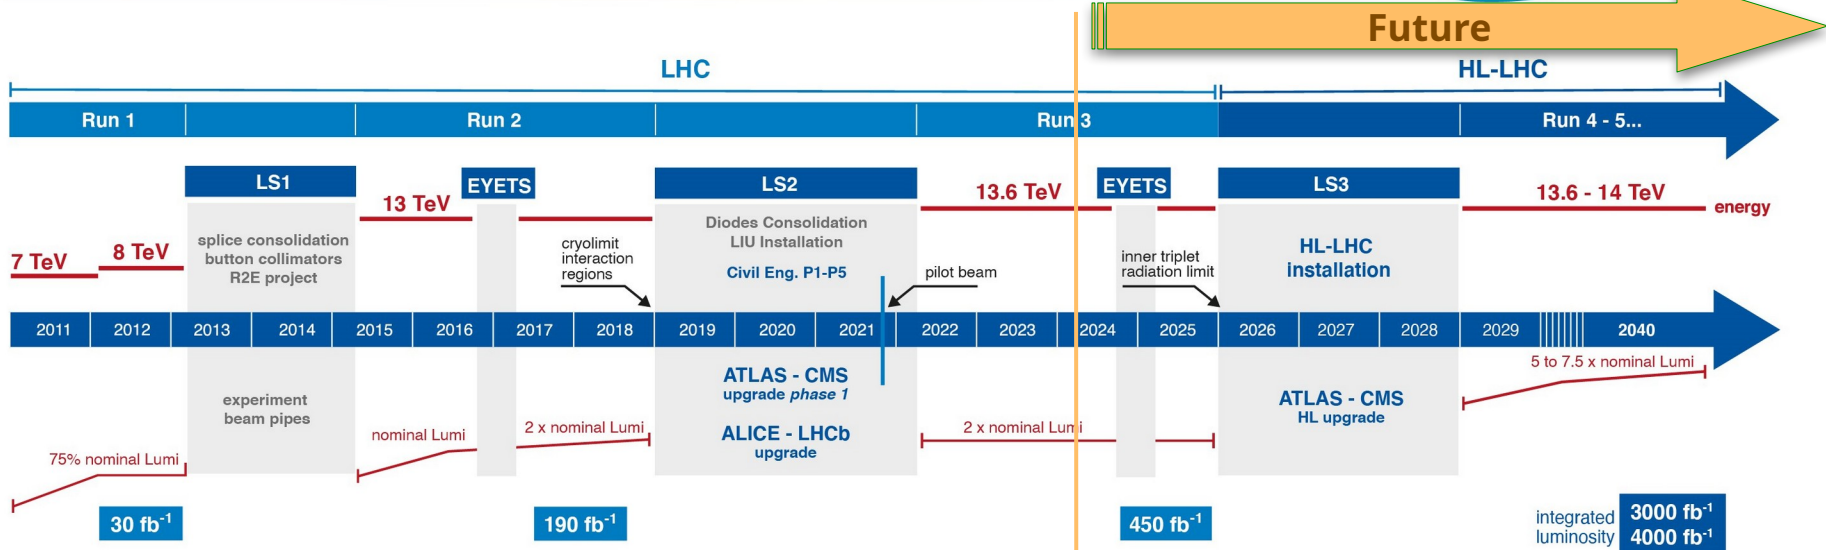 Future
LHC
HL-LHC
Run 1
Run 2
Run 3
Run 4 - 5...
LS1
EYETS
LS2
EYETS
LS3
13 TeV
13.6 TeV
13.6 - 14 TeV
energy
7 TeV
8 TeV
splice consolidation
button collimators
R2E project
cryolimit
interaction
regions
Diodes Consolidation
LIU Installation
Civil Eng. P1-P5
pilot beam
inner triplet
radiation limit
HL-LHC
installation
2011
2012
2013
2014
2015
2016
2017
2018
2019
2020
2021
2022
2023
2024
2025
2026
2027
2028
2029
2040
5 to 7.5 x nominal Lumi
experiment
beam pipes
ATLAS - CMS
upgrade phase 1
ALICE - LHCb
upgrade
ATLAS - CMS
HL upgrade
75% nominal Lumi
nominal Lumi
2 x nominal Lumi
2 x nominal Lumi
30 fb⁻¹
190 fb⁻¹
450 fb⁻¹
integrated
luminosity
3000 fb⁻¹
4000 fb⁻¹